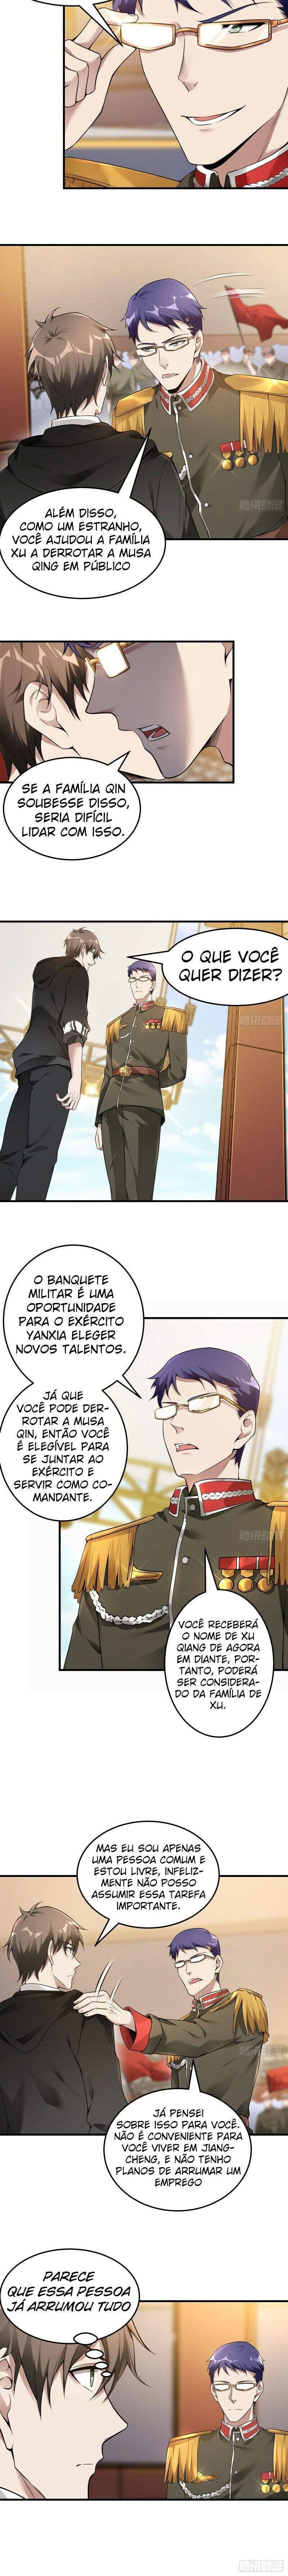 ALÉM DISSO,
COMO UM ESTRANHO,
VOCÊ AJUDOU A FAMÍLIA
XU A DERROTAR A MUSA
QING EM PÚBLICO
SE A FAMÍLIA QIN
SOUBESSE DISSO,
SERIA DIFÍCIL
LIDAR COM ISSO.
O QUE VOCÊ
QUER DIZER?
O BANQUETE
MILITAR É UMA
OPORTUNIDADE
PARA O EXÉRCITO
YANXIA ELEGER
NOVOS TALENTOS.
JÁ QUE
VOCÊ PODE DER-
ROTAR A MUSA
QIN, ENTÃO VOCÊ
É ELEGÍVEL PARA
SE JUNTAR AO
EXÉRCITO E
SERVIR COMO CO-
MANDANTE.
VOCÊ RECEBERÁ
O NOME DE XU
QIANG DE AGORA
EM DIANTE, POR-
TANTO, PODERÁ
SER CONSIDERA-
DO DA FAMÍLIA DE
XU.
MAS EU SOU APENAS
UMA PESSOA COMUM E
ESTOU LIVRE, INFELIZ-
MENTE NÃO POSSO
ASSUMIR ESSA TAREFA
IMPORTANTE.
JÁ PENSEI
SOBRE ISSO PARA VOCÊ.
NÃO É CONVENIENTE PARA
VOCÊ VIVER EM JIANG-
CHENG, E NÃO TENHO
PLANOS DE ARRUMAR UM
EMPREGO
PARECE
QUE ESSA PESSOA
JÁ ARRUMOU TUDO